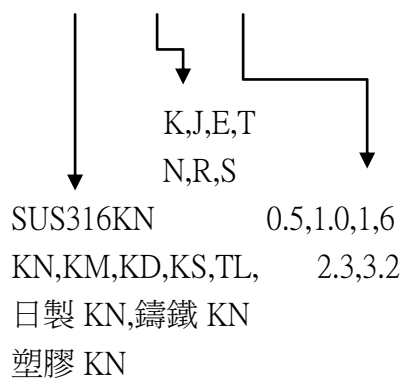 K,J,E,T
N,R,S
SUS316KN 0.5,1.0,1,6
KN,KM,KD,KS,TL, 2.3,3.2
日製 KN,鑄鐵 KN
塑膠 KN